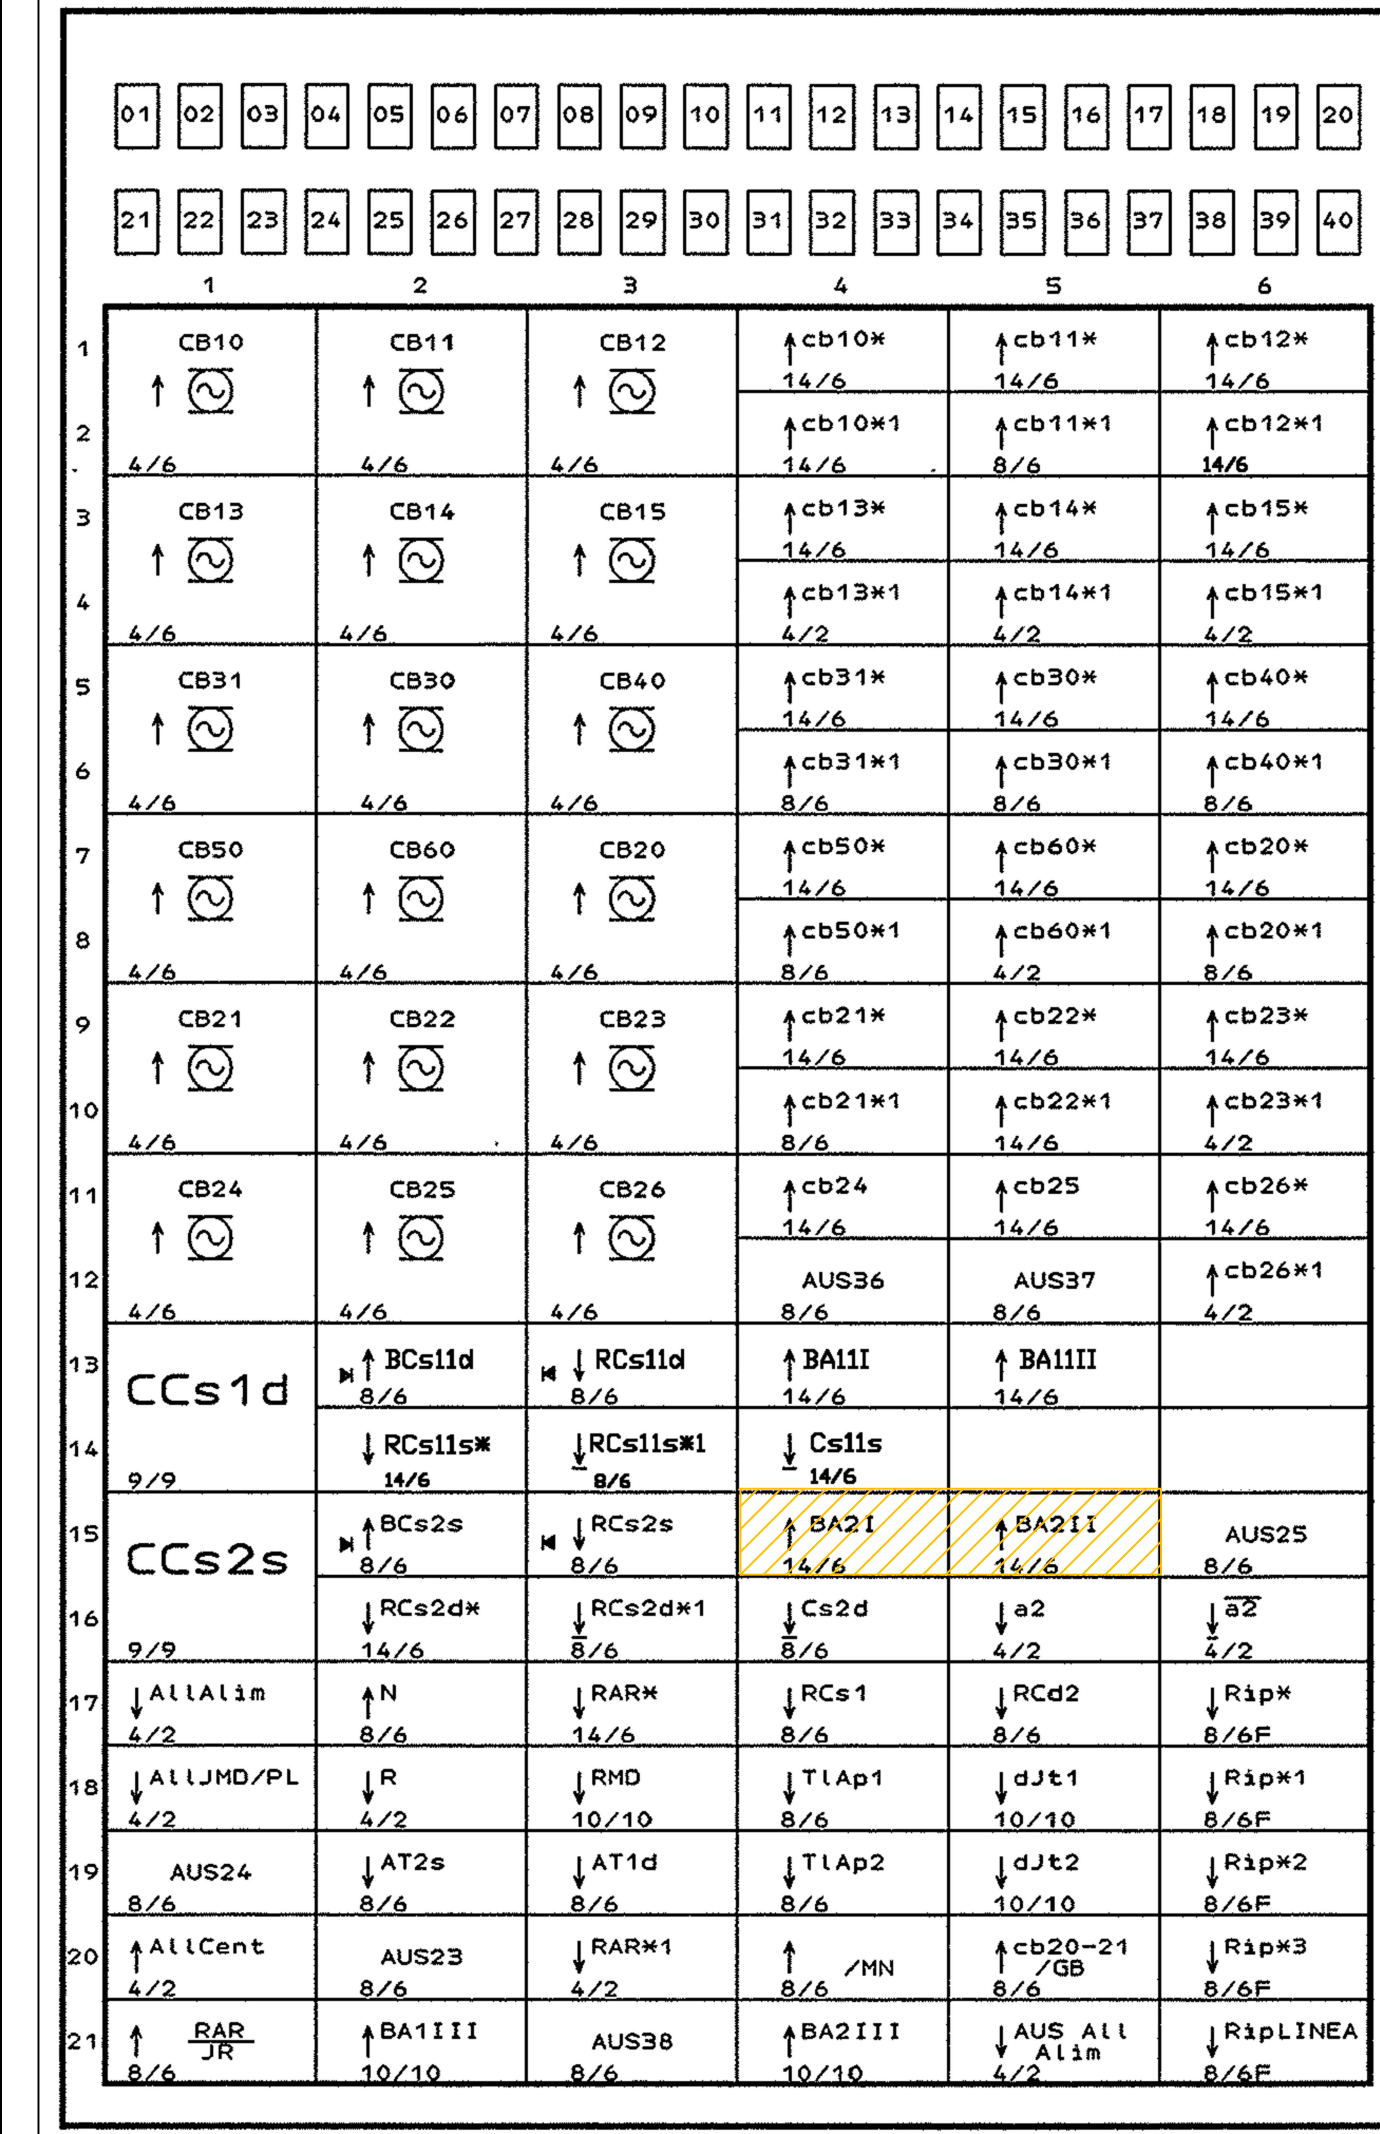 01 02 03 04 05 06 07 08 09 10 11 12 13 14 15 16 17 18 19 20
21 22 23 24 25 26 27 28 29 30 31 32 33 34 35 36 37 38 39 40
1 2 3 4 5 6
1 CB10 CB11 CB12 ↑cb10* ↑cb11* ↑cb12*
↑ ↑ ↑ 14/6 14/6 14/6
2 ↑cb10*1 ↑cb11*1 ↑cb12*1
4/6 4/6 4/6 14/6 8/6 14/6
3 CB13 CB14 CB15 ↑cb13* ↑cb14* ↑cb15*
↑ ↑ ↑ 14/6 14/6 14/6
4 ↑cb13*1 ↑cb14*1 ↑cb15*1
4/6 4/6 4/6 4/2 4/2 4/2
5 CB31 CB30 CB40 ↑cb31* ↑cb30* ↑cb40*
↑ ↑ ↑ 14/6 14/6 14/6
6 ↑cb31*1 ↑cb30*1 ↑cb40*1
4/6 4/6 4/6 8/6 8/6 8/6
7 CB50 CB60 CB20 ↑cb50* ↑cb60* ↑cb20*
↑ ↑ ↑ 14/6 14/6 14/6
8 ↑cb50*1 ↑cb60*1 ↑cb20*1
4/6 4/6 4/6 8/6 4/2 8/6
9 CB21 CB22 CB23 ↑cb21* ↑cb22* ↑cb23*
↑ ↑ ↑ 14/6 14/6 14/6
10 ↑cb21*1 ↑cb22*1 ↑cb23*1
4/6 4/6 4/6 8/6 14/6 4/2
11 CB24 CB25 CB26 ↑cb24 ↑cb25 ↑cb26*
↑ ↑ ↑ 14/6 14/6 14/6
12 AUS36 AUS37 ↑cb26*1
4/6 4/6 4/6 8/6 8/6 4/2
13 CCs1d ↑BCs11d ↓RCs11d ↑BA11I ↑BA11II
8/6 8/6 14/6 14/6
14 ↓RCs11s* ↓RCs11s*1 ↓Cs11s
9/9 14/6 8/6 14/6
15 CCs2s ↑BCs2s ↓RCs2s ↑BA2I ↑BA2II AUS25
8/6 8/6 14/6 14/6 8/6
16 ↓RCs2d* ↓RCs2d*1 ↓Cs2d ↓a2 ↓a̅2̅
9/9 14/6 8/6 8/6 4/2 4/2
17 ↓AllAlim ↑N ↓RAR* ↓RCs1 ↓RCd2 ↓Rip*
4/2 8/6 14/6 8/6 8/6 8/6F
18 ↓AllJMD/PL ↓R ↓RMD ↓TlAp1 ↓dJt1 ↓Rip*1
4/2 4/2 10/10 8/6 10/10 8/6F
19 AUS24 ↓AT2s ↓AT1d ↓TlAp2 ↓dJt2 ↓Rip*2
8/6 8/6 8/6 8/6 10/10 8/6F
20 ↑AllCent AUS23 ↓RAR*1 ↑ /MN ↑cb20-21 /GB ↓Rip*3
4/2 8/6 4/2 8/6 8/6 8/6F
21 ↑RAR/JR ↑BA1III AUS38 ↑BA2III ↓AUS All Alim ↓RipLINEA
8/6 10/10 8/6 10/10 4/2 8/6F